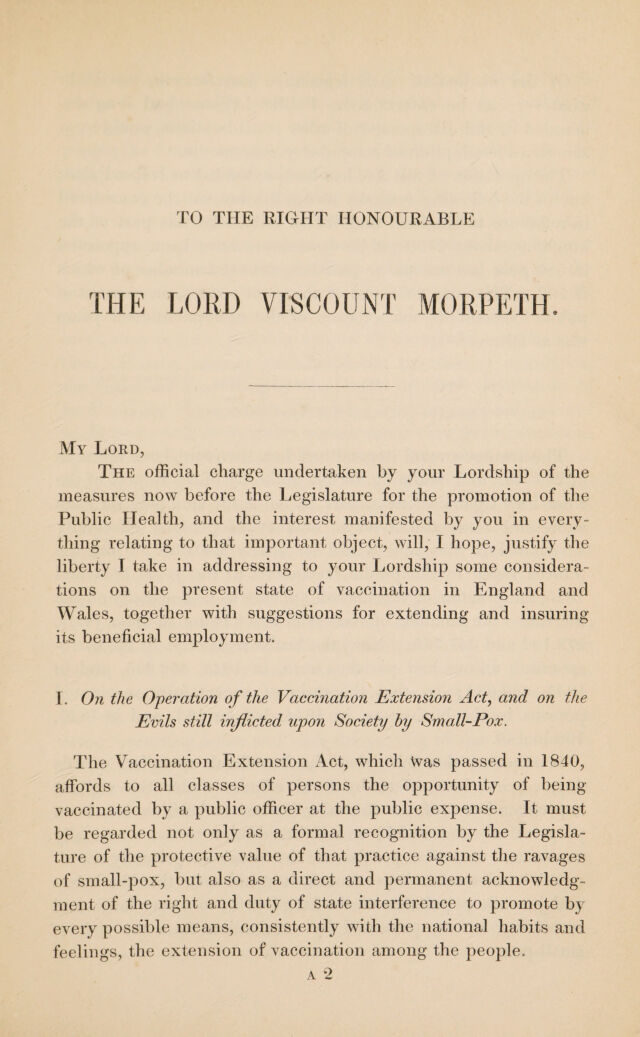 TO THE RIGHT HONOURABLE
THE LORD VISCOUNT MORPETH.
My Lord,
The official charge undertaken by your Lordship of the
measures now before the Legislature for the promotion of the
Public Health, and the interest manifested by you in every-
thing relating to that important object, will, I hope, justify the
liberty I take in addressing to your Lordship some considera-
tions on the present state of vaccination in England and
Wales, together with suggestions for extending and insuring
its beneficial employment.
I. On the Operation of the Vaccination Extension Act, and on the
Evils still inflicted upon Society by Small-Pox.
The Vaccination Extension Act, which was passed in 1840,
affords to all classes of persons the opportunity of being
vaccinated by a public officer at the public expense. It must
be regarded not only as a formal recognition by the Legisla-
ture of the protective value of that practice against the ravages
of small-pox, but also as a direct and permanent acknowledg-
ment of the right and duty of state interference to promote by
every possible means, consistently with the national habits and
feelings, the extension of vaccination among the people.
A 2